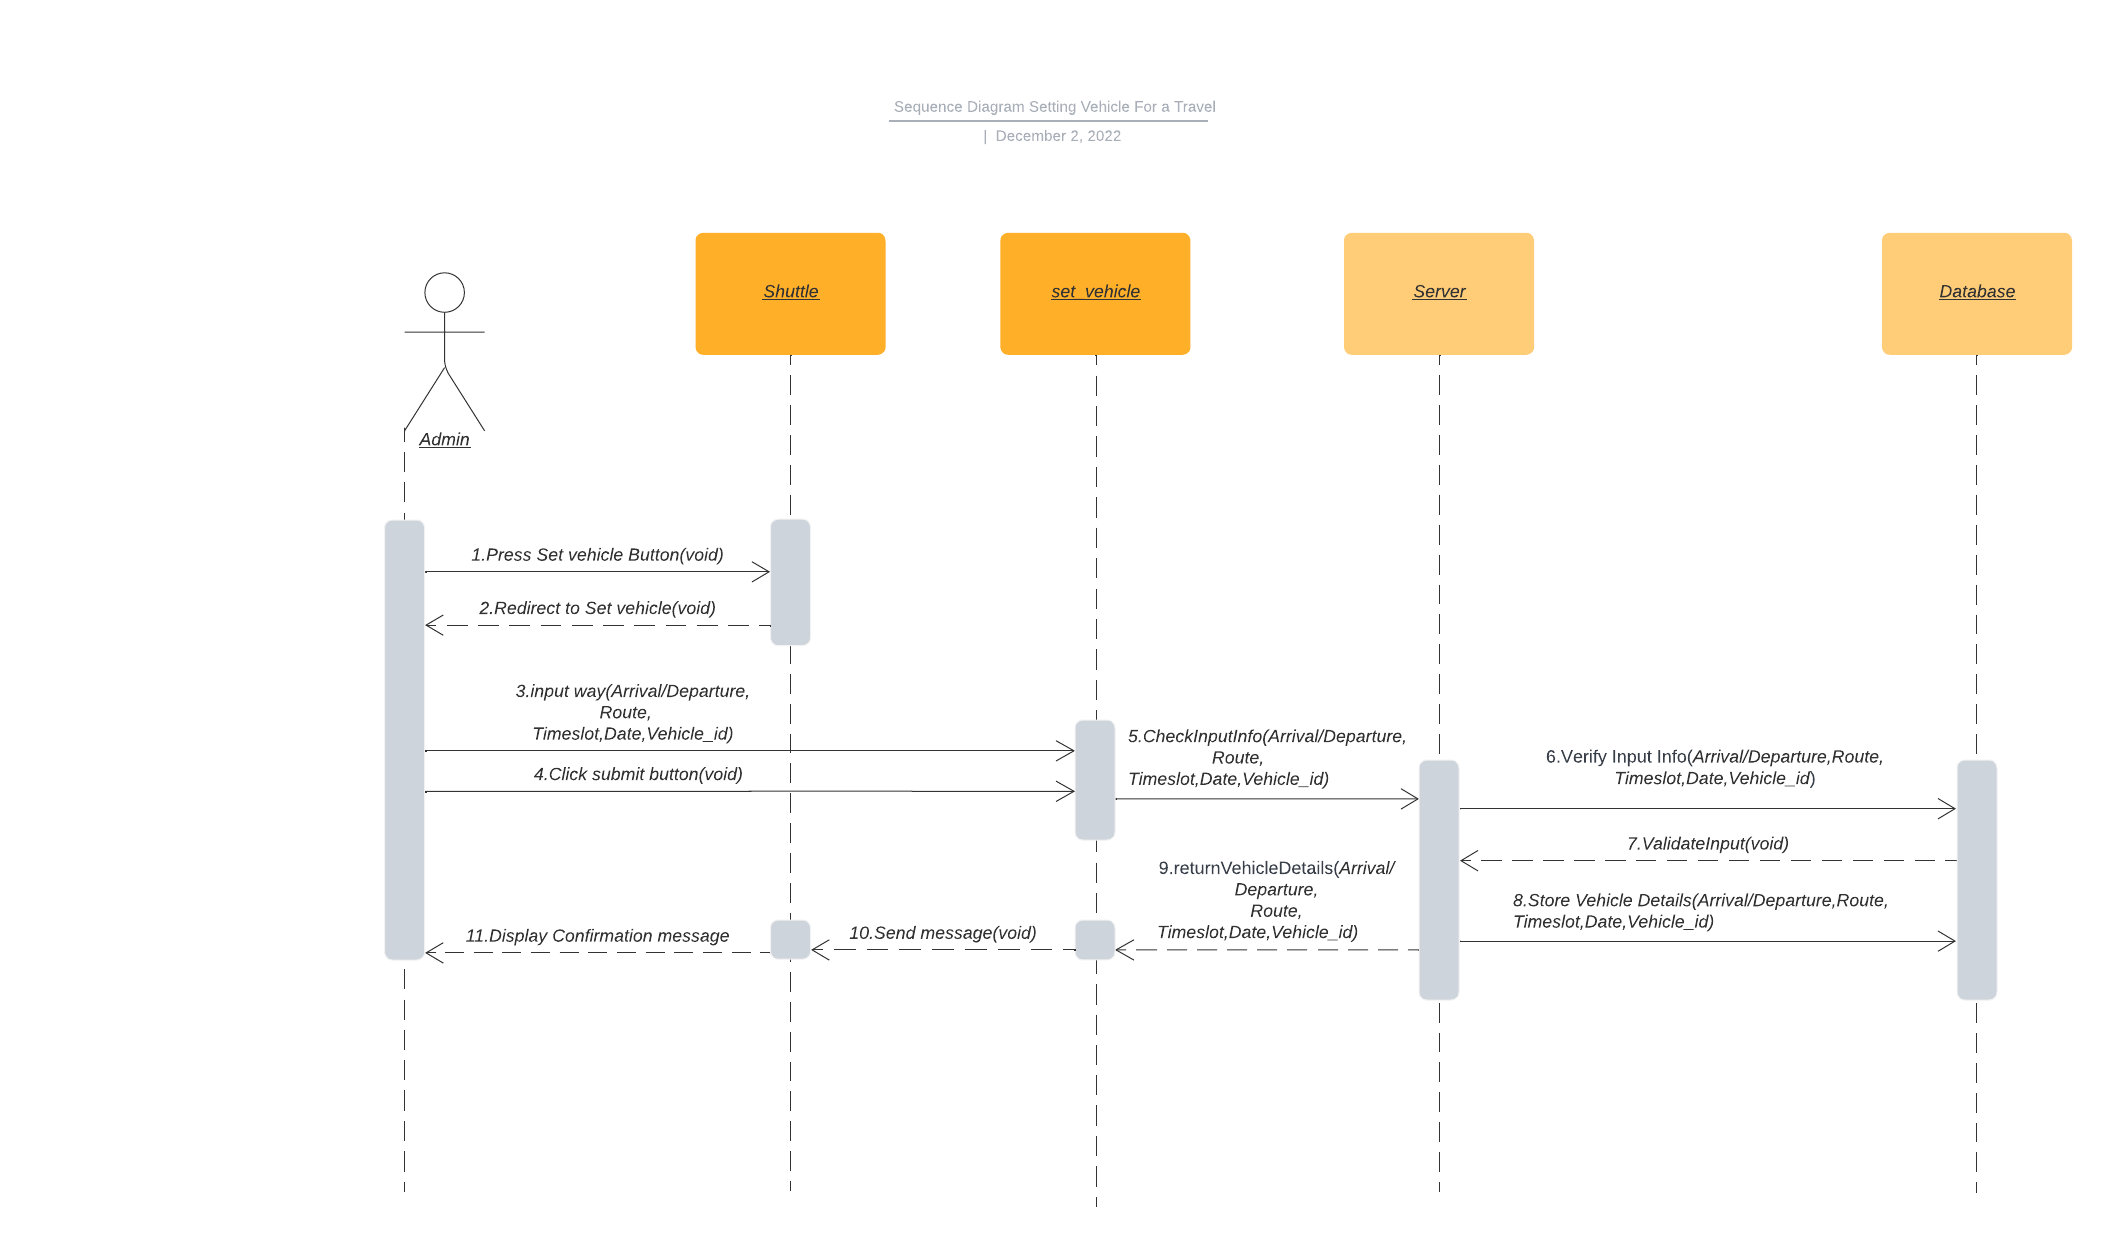 Sequence Diagram Setting Vehicle For a Travel
| December 2, 2022
Shuttle
set_vehicle
Server
Database
Admin
1.Press Set vehicle Button(void)
2.Redirect to Set vehicle(void)
3.input way(Arrival/Departure,
Route,
Timeslot,Date,Vehicle_id)
4.Click submit button(void)
5.CheckInputInfo(Arrival/Departure,
Route,
Timeslot,Date,Vehicle_id)
6.Verify Input Info(Arrival/Departure,Route,
Timeslot,Date,Vehicle_id)
7.ValidateInput(void)
8.Store Vehicle Details(Arrival/Departure,Route,
Timeslot,Date,Vehicle_id)
9.returnVehicleDetails(Arrival/
Departure,
Route,
Timeslot,Date,Vehicle_id)
10.Send message(void)
11.Display Confirmation message